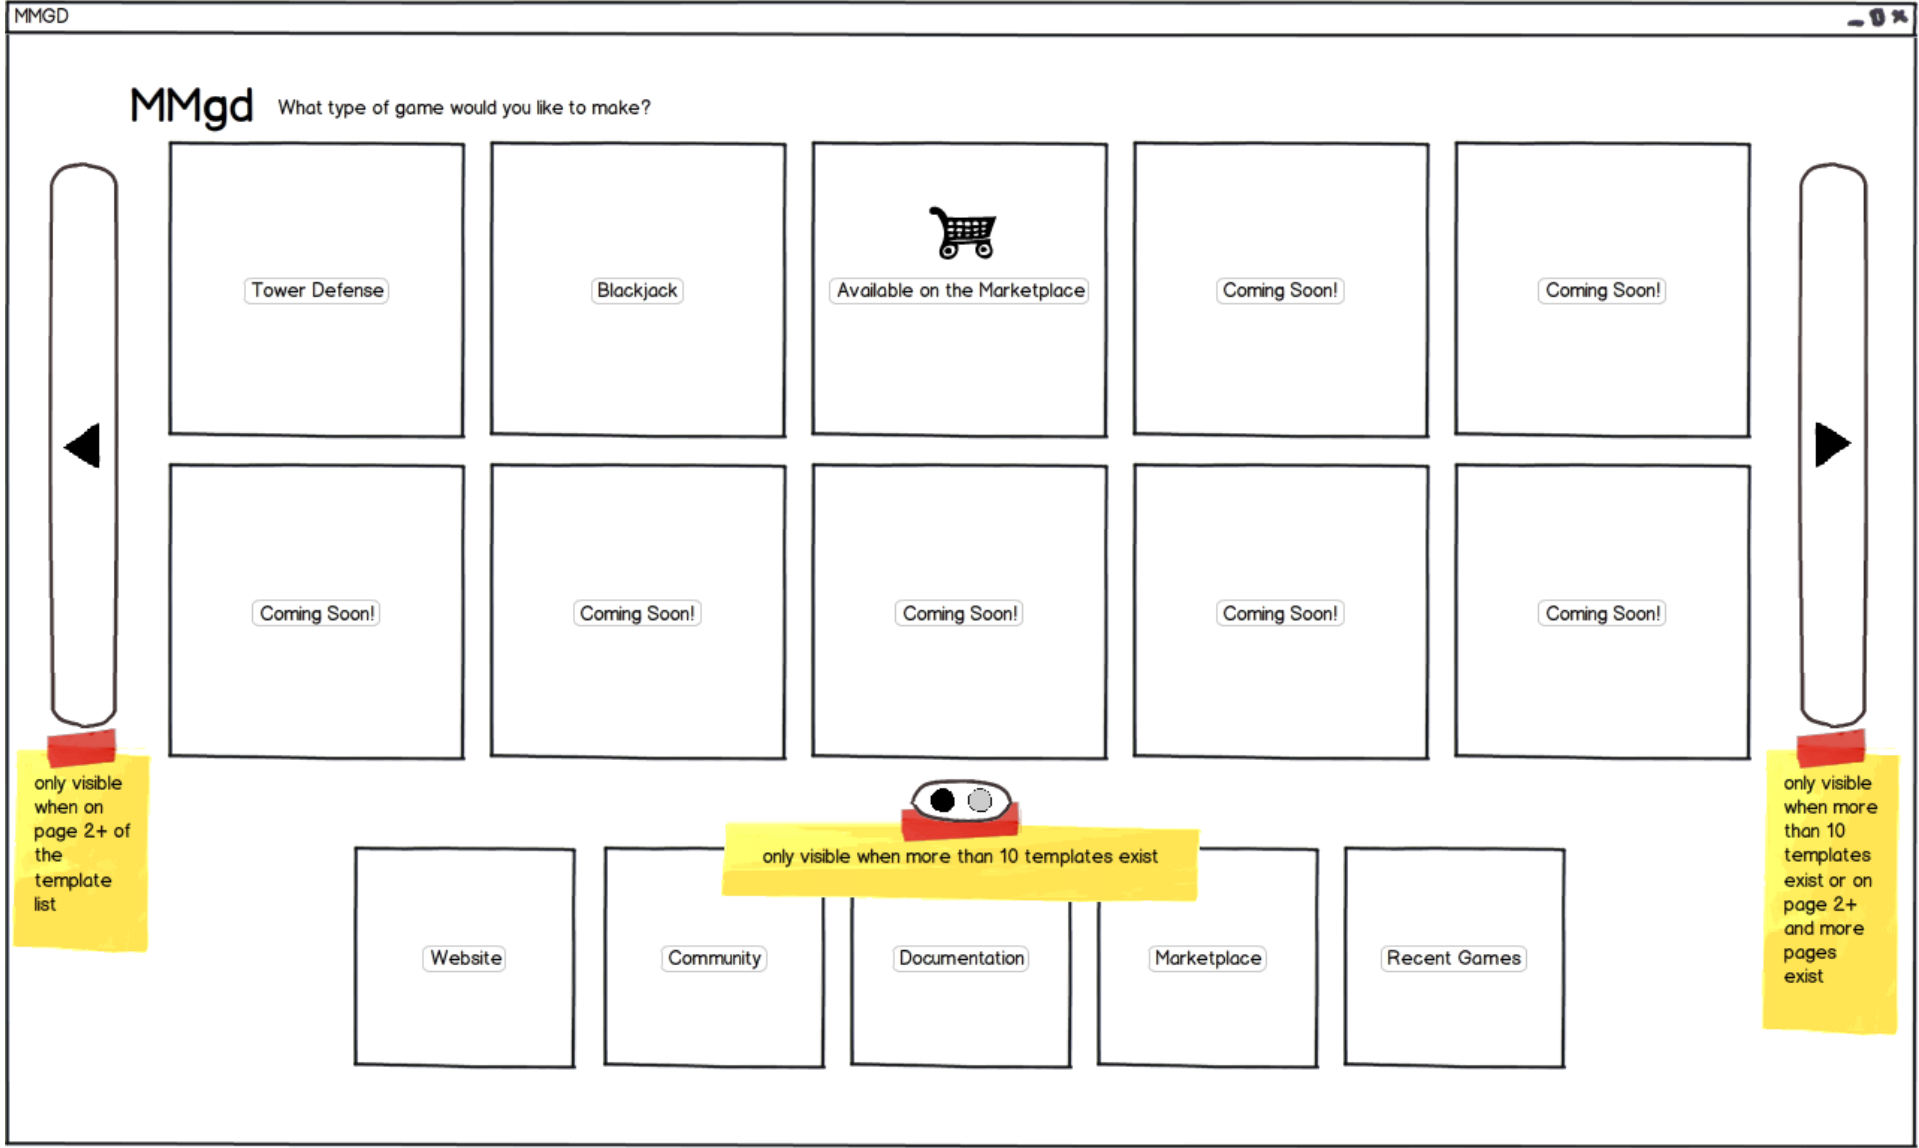 MMGD
MMgd What type of game would you like to make?
Tower Defense
Blackjack
Available on the Marketplace
Coming Soon!
Coming Soon!
Coming Soon!
Coming Soon!
Coming Soon!
Coming Soon!
Coming Soon!
only visible
when on
page 2+ of
the
template
list
only visible when more than 10 templates exist
only visible
when more
than 10
templates
exist or on
page 2+
and more
pages
exist
Website
Community
Documentation
Marketplace
Recent Games